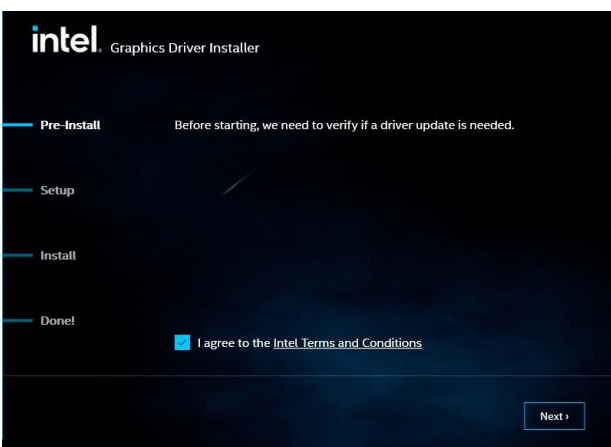 intel. Graphics Driver Installer
Pre-Install
Before starting, we need to verify if a driver update is needed.
Setup
Install
Done!
I agree to the Intel Terms and Conditions
Next ›